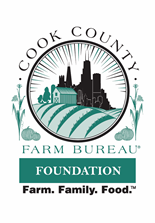 COOK COUNTY
FARM BUREAU®
FOUNDATION
Farm. Family. Food.™